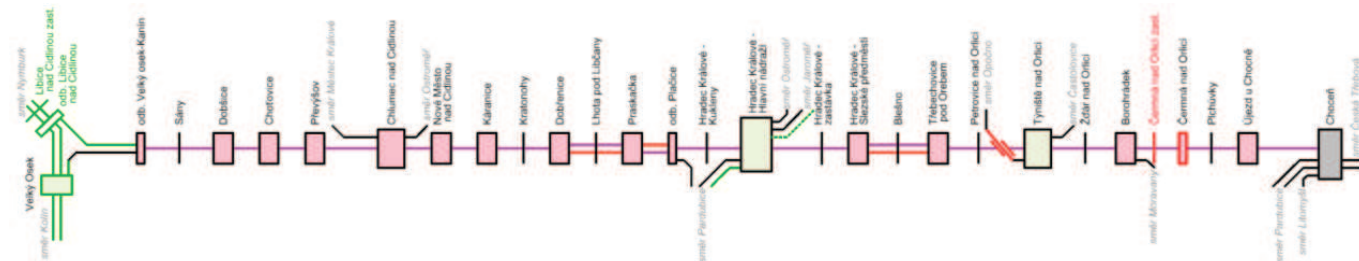 směr Nymburk
Libice
nad Cidlinou zast.
odb. Libice
nad Cidlinou
Velký Osek
směr Kolín
odb. Velký osek-Kanín
Sány
Dobšice
Choťovice
Převýšov
směr Městec Králové
Chlumec nad Cidlinou
směr Ostroměř
Nové Město
nad Cidlinou
Káranice
Kratonohy
Dobřenice
Lhota pod Libčany
Praskačka
odb. Plačice
směr Pardubice
Hradec Králové -
Kukleny
Hradec Králové -
Hlavní nádraží
směr Ostroměř
směr Jaroměř
Hradec Králové -
zastávka
Hradec Králové -
Slezské předměstí
Blešno
Třebechovice
pod Orebem
Petrovice nad Orlicí
směr Opočno
Týniště nad Orlicí
směr Častolovice
Žďár nad Orlicí
Borohrádek
směr Moravany
Čermná nad Orlicí zast.
Čermná nad Orlicí
Plchůvky
Újezd u Chocně
směr Pardubice
směr Litomyšl
Choceň
směr Česká Třebová